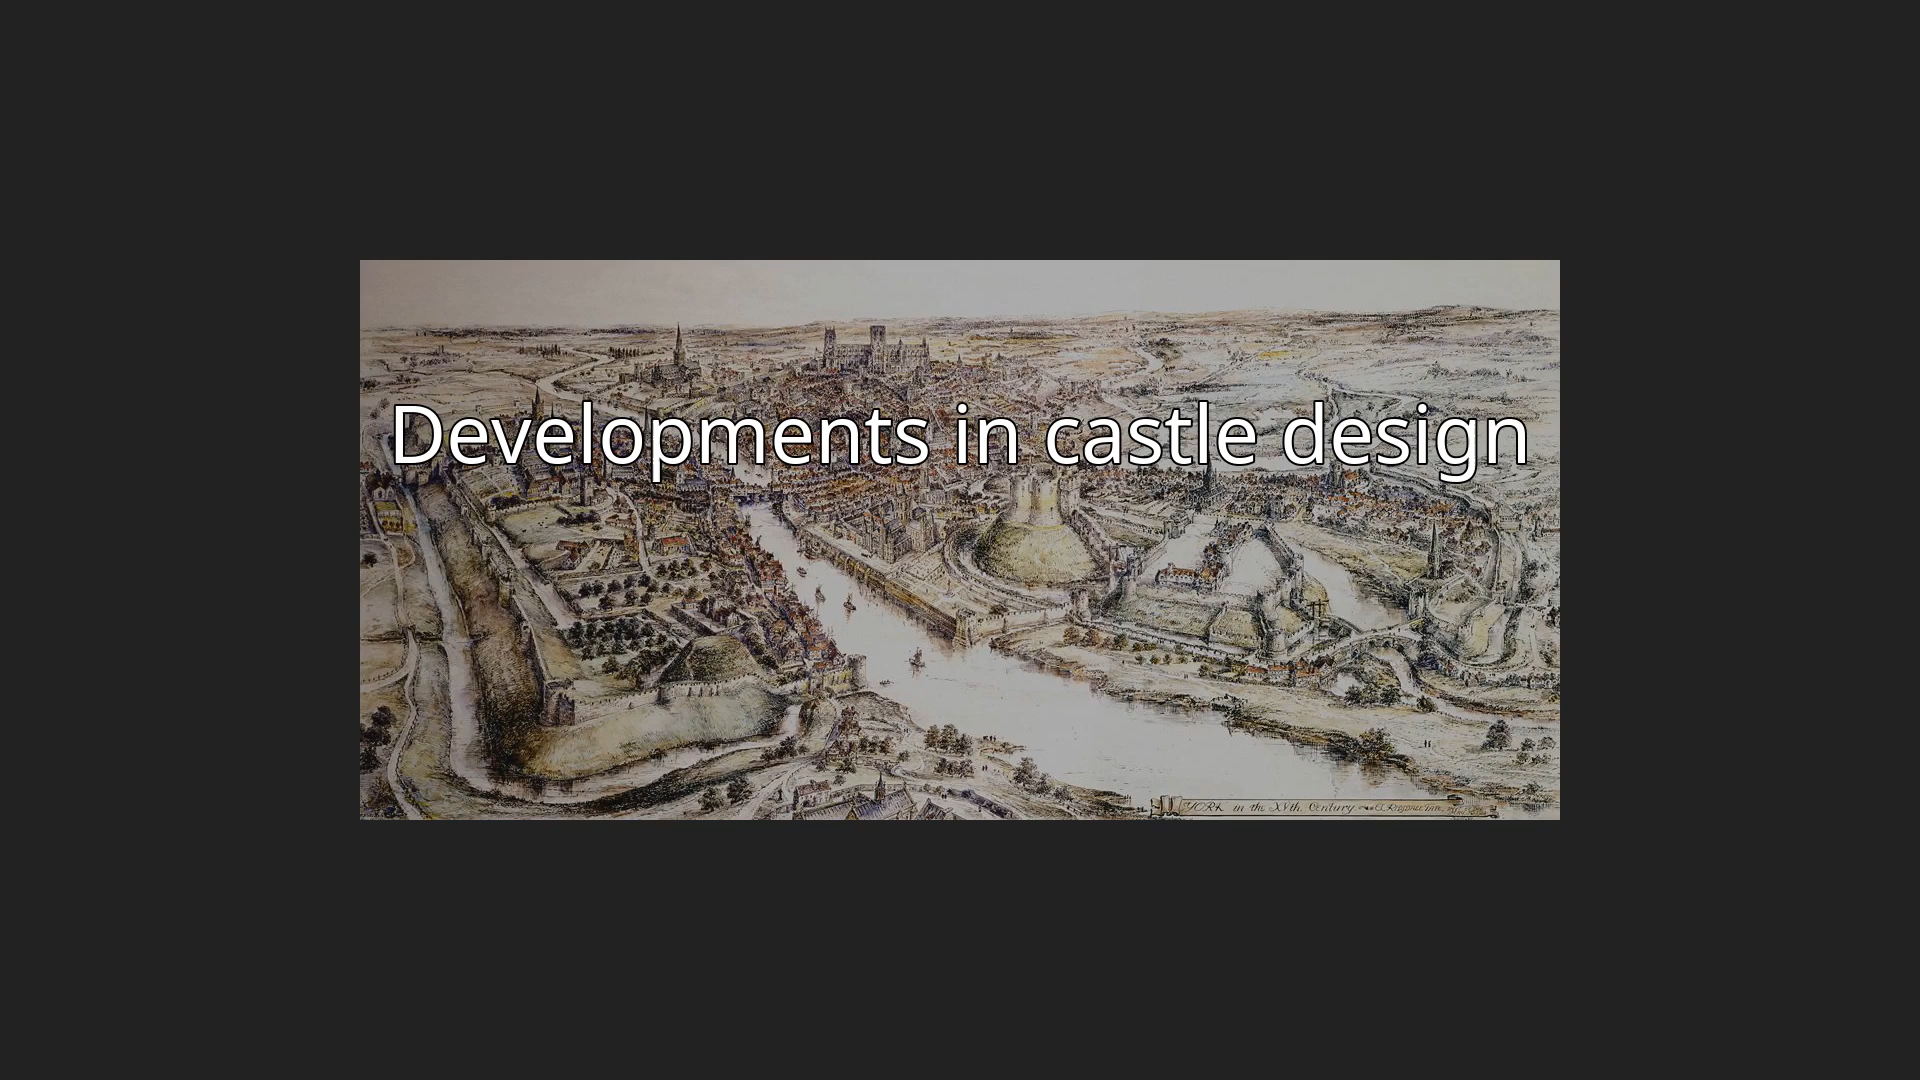 Developments in castle design
YORK in the XVth. Century